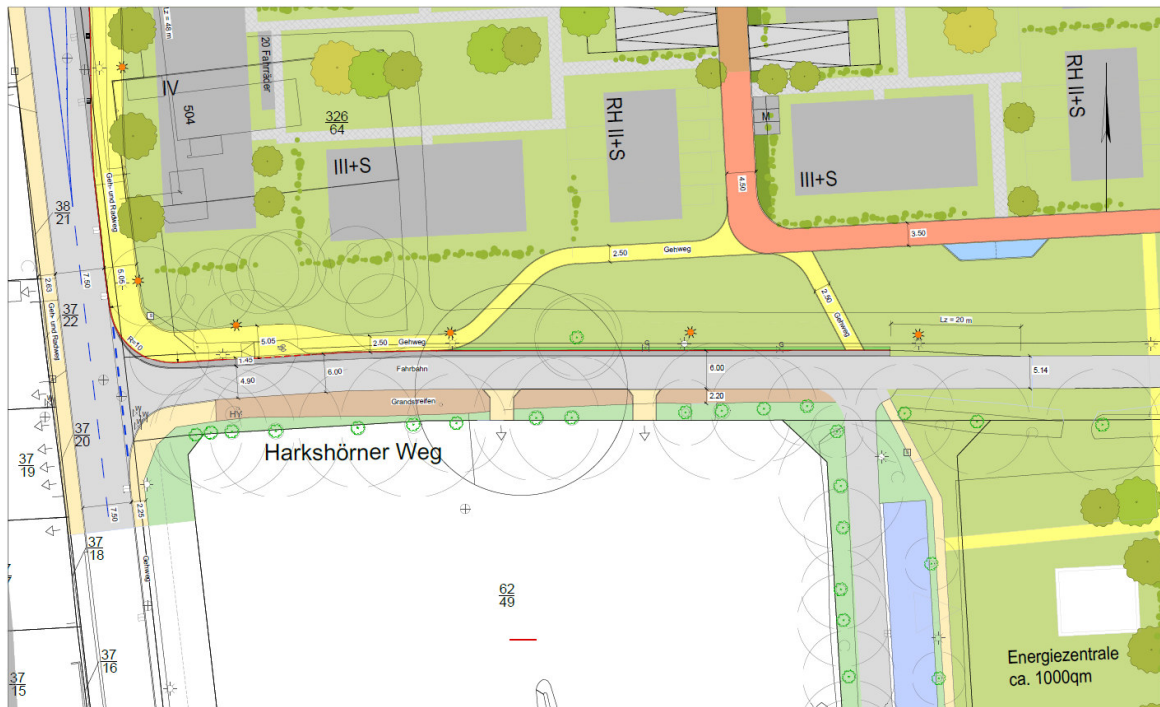 Lz = 48 m
20 Fahrräder
IV
504
326
64
RH II+S
M
RH II+S
III+S
III+S
Geh- und Radweg
38
21
4.50
3.50
2.50
Gehweg
2.63
7.50
5.05
2.50
Gehweg
Geh- und Radweg
37
22
R=10
5.05
2.50
Gehweg
G
G
Lz = 20 m
1.45
4.90
6.00
Fahrbahn
6.00
5.14
2.20
Grandstreifen
HY
37
20
37
19
Harkshörner Weg
7.50
2.25
Gehweg
37
18
62
49
37
16
37
15
Energiezentrale
ca. 1000qm